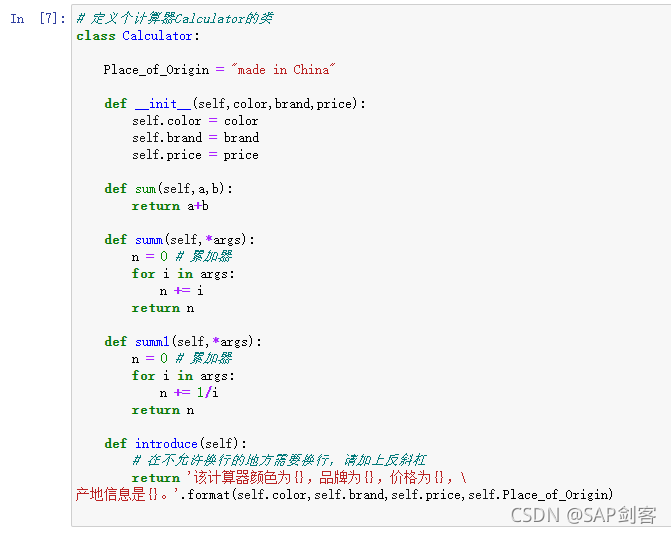 In [7]: # 定义个计算器Calculator的类
class Calculator:
    Place_of_Origin = "made in China"
    def __init__(self,color,brand,price):
        self.color = color
        self.brand = brand
        self.price = price
    def sum(self,a,b):
        return a+b
    def summ(self,*args):
        n = 0 # 累加器
        for i in args:
            n += i
        return n
    def summ1(self,*args):
        n = 0 # 累加器
        for i in args:
            n += 1/i
        return n
    def introduce(self):
        # 在不允许换行的地方需要换行，请加上反斜杠
        return '该计算器颜色为{}，品牌为{}，价格为{}，\
产地信息是{}。'.format(self.color,self.brand,self.price,self.Place_of_Origin)
CSDN @SAP剑客